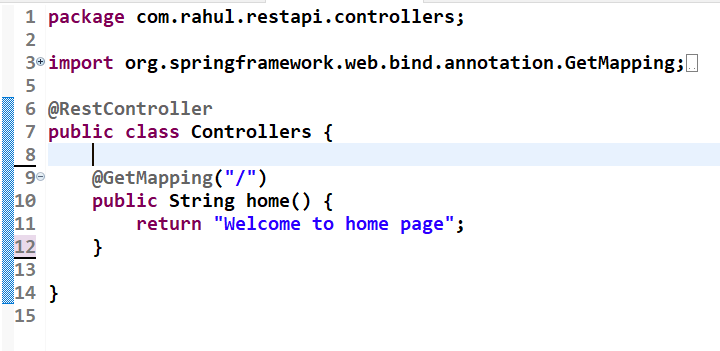 1 package com.rahul.restapi.controllers;
2
3 import org.springframework.web.bind.annotation.GetMapping;
5
6 @RestController
7 public class Controllers {
8
9 @GetMapping("/")
10 public String home() {
11 return "Welcome to home page";
12 }
13
14 }
15